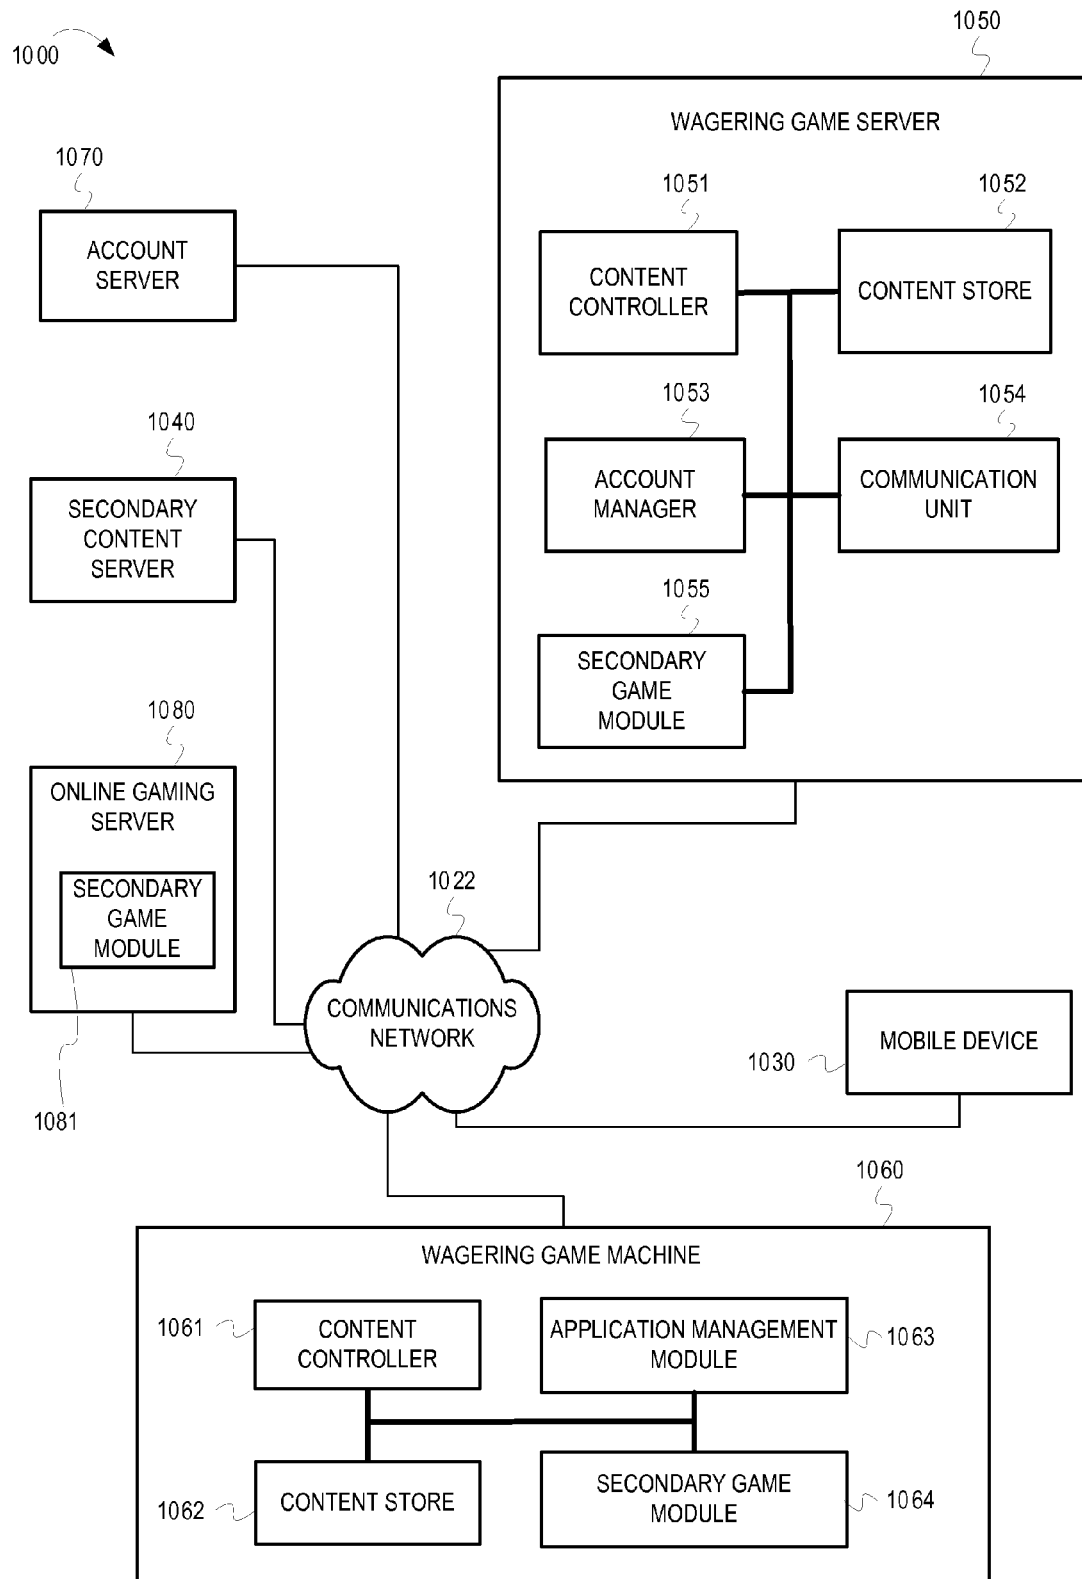 1000
1050
WAGERING GAME SERVER
1070
ACCOUNT
SERVER
1051
CONTENT
CONTROLLER
1052
CONTENT STORE
1053
ACCOUNT
MANAGER
1054
COMMUNICATION
UNIT
1040
SECONDARY
CONTENT
SERVER
1055
SECONDARY
GAME
MODULE
1080
ONLINE GAMING
SERVER
SECONDARY
GAME
MODULE
1081
1022
COMMUNICATIONS
NETWORK
MOBILE DEVICE
1030
1060
WAGERING GAME MACHINE
1061
CONTENT
CONTROLLER
APPLICATION MANAGEMENT
MODULE
1063
1062
CONTENT STORE
SECONDARY GAME
MODULE
1064